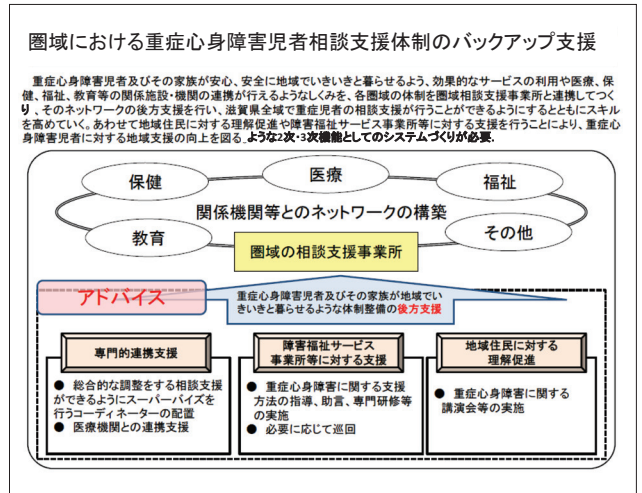 圏域における重症心身障害児者相談支援体制のバックアップ支援
重症心身障害児者及びその家族が安心、安全に地域でいきいきと暮らせるよう、効果的なサービスの利用や医療、保
健、福祉、教育等の関係施設・機関の連携が行えるようなしくみを、各圏域の体制を圏域相談支援事業所と連携してつく
り、そのネットワークの後方支援を行い、滋賀県全域で重症児者の相談支援が行うことができるようにするとともにスキル
を高めていく。あわせて地域住民に対する理解促進や障害福祉サービス事業所等に対する支援を行うことにより、重症心
身障害児者に対する地域支援の向上を図る。ような2次・3次機能としてのシステムづくりが必要.
医療
保健
福祉
関係機関等とのネットワークの構築
教育
その他
圏域の相談支援事業所
アドバイス
重症心身障害児者及びその家族が地域でい
きいきと暮らせるような体制整備の後方支援
専門的連携支援
● 総合的な調整をする相談支援
ができるようにスーパーバイズを
行うコーディネーターの配置
● 医療機関との連携支援
障害福祉サービス
事業所等に対する支援
● 重症心身障害に関する支援
方法の指導、助言、専門研修等
の実施
● 必要に応じて巡回
地域住民に対する
理解促進
● 重症心身障害に関する
講演会等の実施